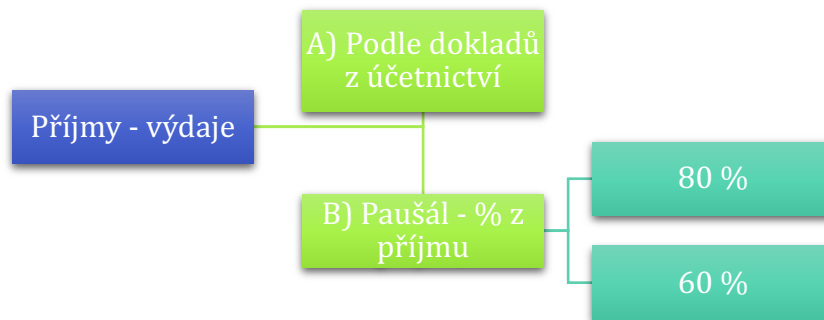 A) Podle dokladů
z účetnictví
Příjmy - výdaje
B) Paušál - % z
příjmu
80 %
60 %